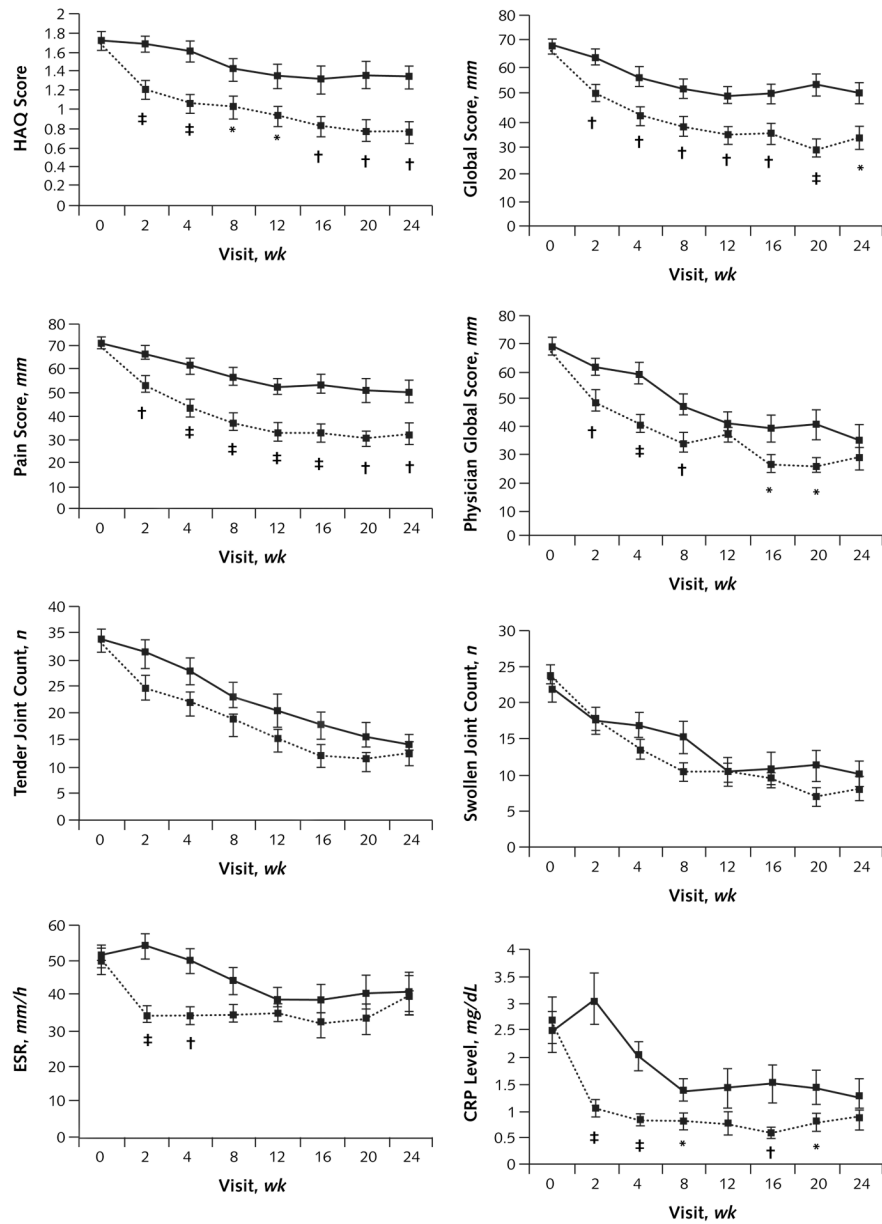 HAQ Score
2
1.8
1.6
1.4
1.2
1
0.8
0.6
0.4
0.2
0
‡ ‡ * * † † †
0 2 4 8 12 16 20 24
Visit, wk
Global Score, mm
80
70
60
50
40
30
20
10
0
† † † † † ‡ *
0 2 4 8 12 16 20 24
Visit, wk
Pain Score, mm
80
70
60
50
40
30
20
10
0
† ‡ ‡ ‡ ‡ † †
0 2 4 8 12 16 20 24
Visit, wk
Physician Global Score, mm
80
70
60
50
40
30
20
10
0
† ‡ † * *
0 2 4 8 12 16 20 24
Visit, wk
Tender Joint Count, n
40
35
30
25
20
15
10
5
0
0 2 4 8 12 16 20 24
Visit, wk
Swollen Joint Count, n
30
25
20
15
10
5
0
0 2 4 8 12 16 20 24
Visit, wk
ESR, mm/h
60
50
40
30
20
10
0
‡ †
0 2 4 8 12 16 20 24
Visit, wk
CRP Level, mg/dL
4
3.5
3
2.5
2
1.5
1
0.5
0
‡ ‡ * † *
0 2 4 8 12 16 20 24
Visit, wk